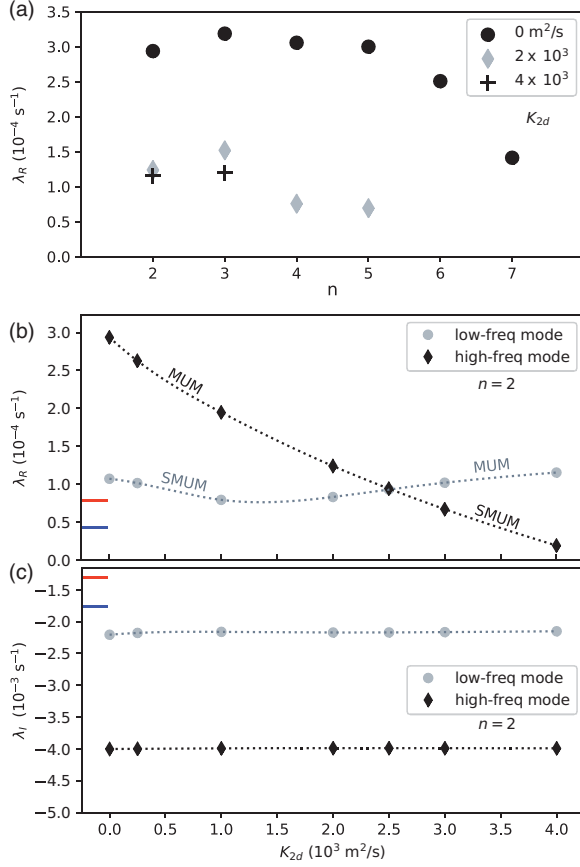 (a)
3.5
3.0
2.5
2.0
1.5
1.0
0.5
0.0
λR (10⁻⁴ s⁻¹)
0 m²/s
2 x 10³
4 x 10³
K2d
2 3 4 5 6 7
n
(b)
3.0
2.5
2.0
1.5
1.0
0.5
0.0
λR (10⁻⁴ s⁻¹)
low-freq mode
high-freq mode
n = 2
MUM
SMUM
MUM
SMUM
(c)
−1.5
−2.0
−2.5
−3.0
−3.5
−4.0
−4.5
−5.0
λI (10⁻³ s⁻¹)
low-freq mode
high-freq mode
n = 2
0.0 0.5 1.0 1.5 2.0 2.5 3.0 3.5 4.0
K2d (10³ m²/s)